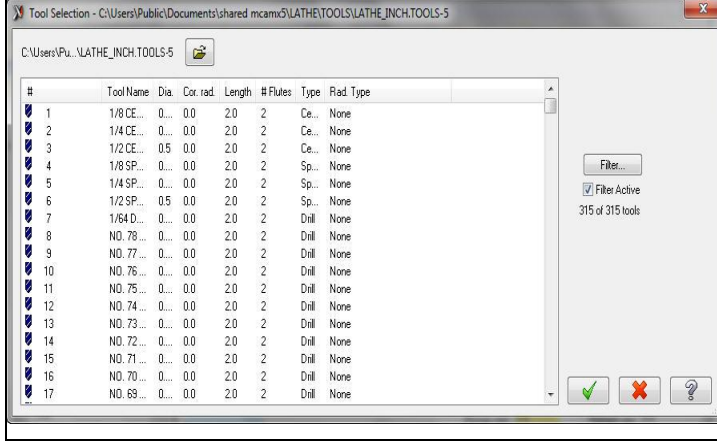 Tool Selection - C:\Users\Public\Documents\shared mcamx5\LATHE\TOOLS\LATHE_INCH.TOOLS-5
X
C:\Users\Pu...\LATHE_INCH.TOOLS-5
# Tool Name Dia. Cor. rad. Length # Flutes Type Rad. Type
1 1/8 CE... 0.... 0.0 2.0 2 Ce... None
2 1/4 CE... 0.... 0.0 2.0 2 Ce... None
3 1/2 CE... 0.5 0.0 2.0 2 Ce... None
4 1/8 SP... 0.... 0.0 2.0 2 Sp... None
5 1/4 SP... 0.... 0.0 2.0 2 Sp... None
6 1/2 SP... 0.5 0.0 2.0 2 Sp... None
7 1/64 D... 0.... 0.0 2.0 2 Drill None
8 NO. 78 ... 0.... 0.0 2.0 2 Drill None
9 NO. 77 ... 0.... 0.0 2.0 2 Drill None
10 NO. 76 ... 0.... 0.0 2.0 2 Drill None
11 NO. 75 ... 0.... 0.0 2.0 2 Drill None
12 NO. 74 ... 0.... 0.0 2.0 2 Drill None
13 NO. 73 ... 0.... 0.0 2.0 2 Drill None
14 NO. 72 ... 0.... 0.0 2.0 2 Drill None
15 NO. 71 ... 0.... 0.0 2.0 2 Drill None
16 NO. 70 ... 0.... 0.0 2.0 2 Drill None
17 NO. 69 ... 0.... 0.0 2.0 2 Drill None
Filter...
Filter Active
315 of 315 tools
?